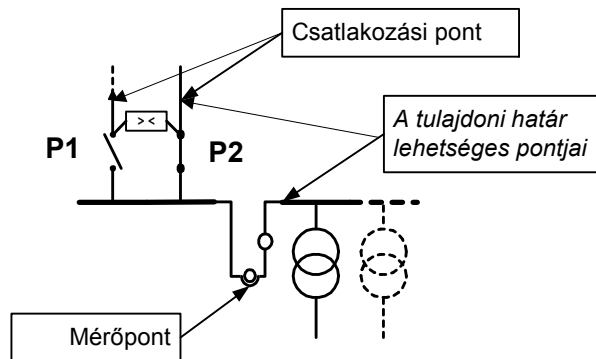 Csatlakozási pont
> <
P1
P2
A tulajdoni határ
lehetséges pontjai
Mérőpont